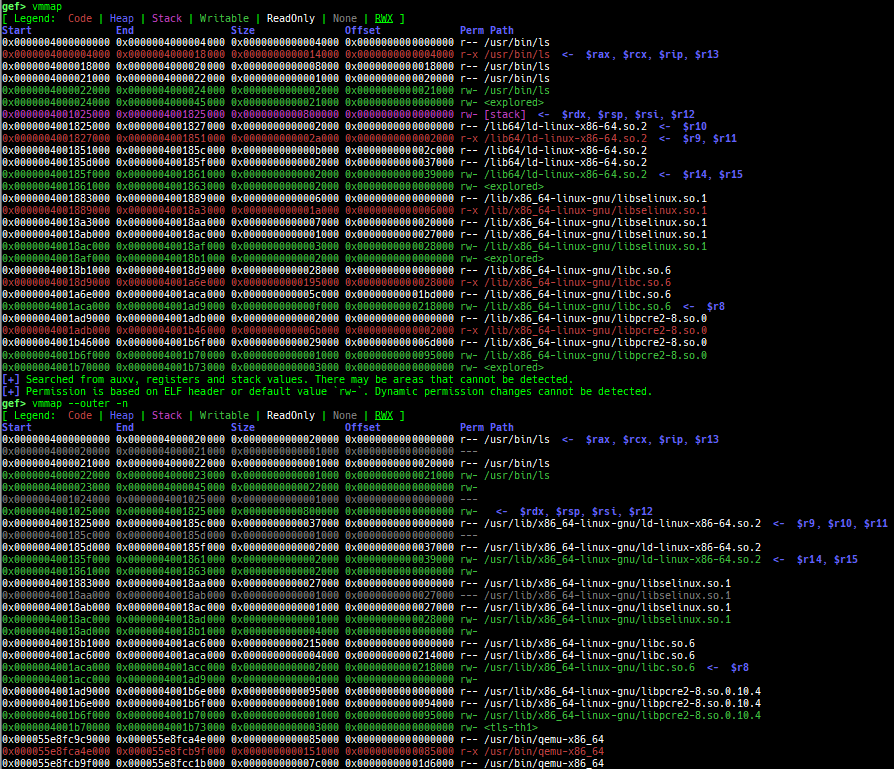 gef> vmmap
[ Legend:  Code | Heap | Stack | Writable | ReadOnly | None | RWX ]
Start              End                Size               Offset             Perm Path
0x0000004000000000 0x0000004000004000 0x0000000000004000 0x0000000000000000 r-- /usr/bin/ls
0x0000004000004000 0x0000004000018000 0x0000000000014000 0x0000000000004000 r-x /usr/bin/ls  <-  $rax, $rcx, $rip, $r13
0x0000004000018000 0x0000004000020000 0x0000000000008000 0x0000000000018000 r-- /usr/bin/ls
0x0000004000021000 0x0000004000022000 0x0000000000001000 0x0000000000020000 r-- /usr/bin/ls
0x0000004000022000 0x0000004000024000 0x0000000000002000 0x0000000000021000 rw- /usr/bin/ls
0x0000004000024000 0x0000004000045000 0x0000000000021000 0x0000000000000000 rw- <explored>
0x0000004001025000 0x0000004001825000 0x0000000000800000 0x0000000000000000 rw- [stack]  <-  $rdx, $rsp, $rsi, $r12
0x0000004001825000 0x0000004001827000 0x0000000000002000 0x0000000000000000 r-- /lib64/ld-linux-x86-64.so.2  <-  $r10
0x0000004001827000 0x0000004001851000 0x000000000002a000 0x0000000000002000 r-x /lib64/ld-linux-x86-64.so.2  <-  $r9, $r11
0x0000004001851000 0x000000400185c000 0x000000000000b000 0x000000000002c000 r-- /lib64/ld-linux-x86-64.so.2
0x000000400185d000 0x000000400185f000 0x0000000000002000 0x0000000000037000 r-- /lib64/ld-linux-x86-64.so.2
0x000000400185f000 0x0000004001861000 0x0000000000002000 0x0000000000039000 rw- /lib64/ld-linux-x86-64.so.2  <-  $r14, $r15
0x0000004001861000 0x0000004001863000 0x0000000000002000 0x0000000000000000 rw- <explored>
0x0000004001883000 0x0000004001889000 0x0000000000006000 0x0000000000000000 r-- /lib/x86_64-linux-gnu/libselinux.so.1
0x0000004001889000 0x00000040018a3000 0x000000000001a000 0x0000000000006000 r-x /lib/x86_64-linux-gnu/libselinux.so.1
0x00000040018a3000 0x00000040018aa000 0x0000000000007000 0x0000000000020000 r-- /lib/x86_64-linux-gnu/libselinux.so.1
0x00000040018ab000 0x00000040018ac000 0x0000000000001000 0x0000000000027000 r-- /lib/x86_64-linux-gnu/libselinux.so.1
0x00000040018ac000 0x00000040018af000 0x0000000000003000 0x0000000000028000 rw- /lib/x86_64-linux-gnu/libselinux.so.1
0x00000040018af000 0x00000040018b1000 0x0000000000002000 0x0000000000000000 rw- <explored>
0x00000040018b1000 0x00000040018d9000 0x0000000000028000 0x0000000000000000 r-- /lib/x86_64-linux-gnu/libc.so.6
0x00000040018d9000 0x0000004001a6e000 0x0000000000195000 0x0000000000028000 r-x /lib/x86_64-linux-gnu/libc.so.6
0x0000004001a6e000 0x0000004001aca000 0x000000000005c000 0x00000000001bd000 r-- /lib/x86_64-linux-gnu/libc.so.6
0x0000004001aca000 0x0000004001ad9000 0x000000000000f000 0x0000000000218000 rw- /lib/x86_64-linux-gnu/libc.so.6  <-  $r8
0x0000004001ad9000 0x0000004001adb000 0x0000000000002000 0x0000000000000000 r-- /lib/x86_64-linux-gnu/libpcre2-8.so.0
0x0000004001adb000 0x0000004001b46000 0x000000000006b000 0x0000000000002000 r-x /lib/x86_64-linux-gnu/libpcre2-8.so.0
0x0000004001b46000 0x0000004001b6f000 0x0000000000029000 0x000000000006d000 r-- /lib/x86_64-linux-gnu/libpcre2-8.so.0
0x0000004001b6f000 0x0000004001b70000 0x0000000000001000 0x0000000000095000 rw- /lib/x86_64-linux-gnu/libpcre2-8.so.0
0x0000004001b70000 0x0000004001b73000 0x0000000000003000 0x0000000000000000 rw- <explored>
[+] Searched from auxv, registers and stack values. There may be areas that cannot be detected.
[+] Permission is based on ELF header or default value `rw-`. Dynamic permission changes cannot be detected.
gef> vmmap --outer -n
[ Legend:  Code | Heap | Stack | Writable | ReadOnly | None | RWX ]
Start              End                Size               Offset             Perm Path
0x0000004000000000 0x0000004000020000 0x0000000000020000 0x0000000000000000 r-- /usr/bin/ls  <-  $rax, $rcx, $rip, $r13
0x0000004000020000 0x0000004000021000 0x0000000000001000 0x0000000000000000 ---
0x0000004000021000 0x0000004000022000 0x0000000000001000 0x0000000000020000 r-- /usr/bin/ls
0x0000004000022000 0x0000004000023000 0x0000000000001000 0x0000000000021000 rw- /usr/bin/ls
0x0000004000023000 0x0000004000045000 0x0000000000022000 0x0000000000000000 rw-
0x0000004001024000 0x0000004001025000 0x0000000000001000 0x0000000000000000 ---
0x0000004001025000 0x0000004001825000 0x0000000000800000 0x0000000000000000 rw-   <-  $rdx, $rsp, $rsi, $r12
0x0000004001825000 0x000000400185c000 0x0000000000037000 0x0000000000000000 r-- /usr/lib/x86_64-linux-gnu/ld-linux-x86-64.so.2  <-  $r9, $r10, $r11
0x000000400185c000 0x000000400185d000 0x0000000000001000 0x0000000000000000 ---
0x000000400185d000 0x000000400185f000 0x0000000000002000 0x0000000000037000 r-- /usr/lib/x86_64-linux-gnu/ld-linux-x86-64.so.2
0x000000400185f000 0x0000004001861000 0x0000000000002000 0x0000000000039000 rw- /usr/lib/x86_64-linux-gnu/ld-linux-x86-64.so.2  <-  $r14, $r15
0x0000004001861000 0x0000004001863000 0x0000000000002000 0x0000000000000000 rw-
0x0000004001883000 0x00000040018aa000 0x0000000000027000 0x0000000000000000 r-- /usr/lib/x86_64-linux-gnu/libselinux.so.1
0x00000040018aa000 0x00000040018ab000 0x0000000000001000 0x0000000000027000 --- /usr/lib/x86_64-linux-gnu/libselinux.so.1
0x00000040018ab000 0x00000040018ac000 0x0000000000001000 0x0000000000027000 r-- /usr/lib/x86_64-linux-gnu/libselinux.so.1
0x00000040018ac000 0x00000040018ad000 0x0000000000001000 0x0000000000028000 rw- /usr/lib/x86_64-linux-gnu/libselinux.so.1
0x00000040018ad000 0x00000040018b1000 0x0000000000004000 0x0000000000000000 rw-
0x00000040018b1000 0x0000004001ac6000 0x0000000000215000 0x0000000000000000 r-- /usr/lib/x86_64-linux-gnu/libc.so.6
0x0000004001ac6000 0x0000004001aca000 0x0000000000004000 0x0000000000214000 r-- /usr/lib/x86_64-linux-gnu/libc.so.6
0x0000004001aca000 0x0000004001acc000 0x0000000000002000 0x0000000000218000 rw- /usr/lib/x86_64-linux-gnu/libc.so.6  <-  $r8
0x0000004001acc000 0x0000004001ad9000 0x000000000000d000 0x0000000000000000 rw-
0x0000004001ad9000 0x0000004001b6e000 0x0000000000095000 0x0000000000000000 r-- /usr/lib/x86_64-linux-gnu/libpcre2-8.so.0.10.4
0x0000004001b6e000 0x0000004001b6f000 0x0000000000001000 0x0000000000094000 r-- /usr/lib/x86_64-linux-gnu/libpcre2-8.so.0.10.4
0x0000004001b6f000 0x0000004001b70000 0x0000000000001000 0x0000000000095000 rw- /usr/lib/x86_64-linux-gnu/libpcre2-8.so.0.10.4
0x0000004001b70000 0x0000004001b73000 0x0000000000003000 0x0000000000000000 rw- <tls-th1>
0x000055e8fc9c9000 0x000055e8fca4e000 0x0000000000085000 0x0000000000000000 r-- /usr/bin/qemu-x86_64
0x000055e8fca4e000 0x000055e8fcb9f000 0x0000000000151000 0x0000000000085000 r-x /usr/bin/qemu-x86_64
0x000055e8fcb9f000 0x000055e8fcc1b000 0x000000000007c000 0x00000000001d6000 r-- /usr/bin/qemu-x86_64